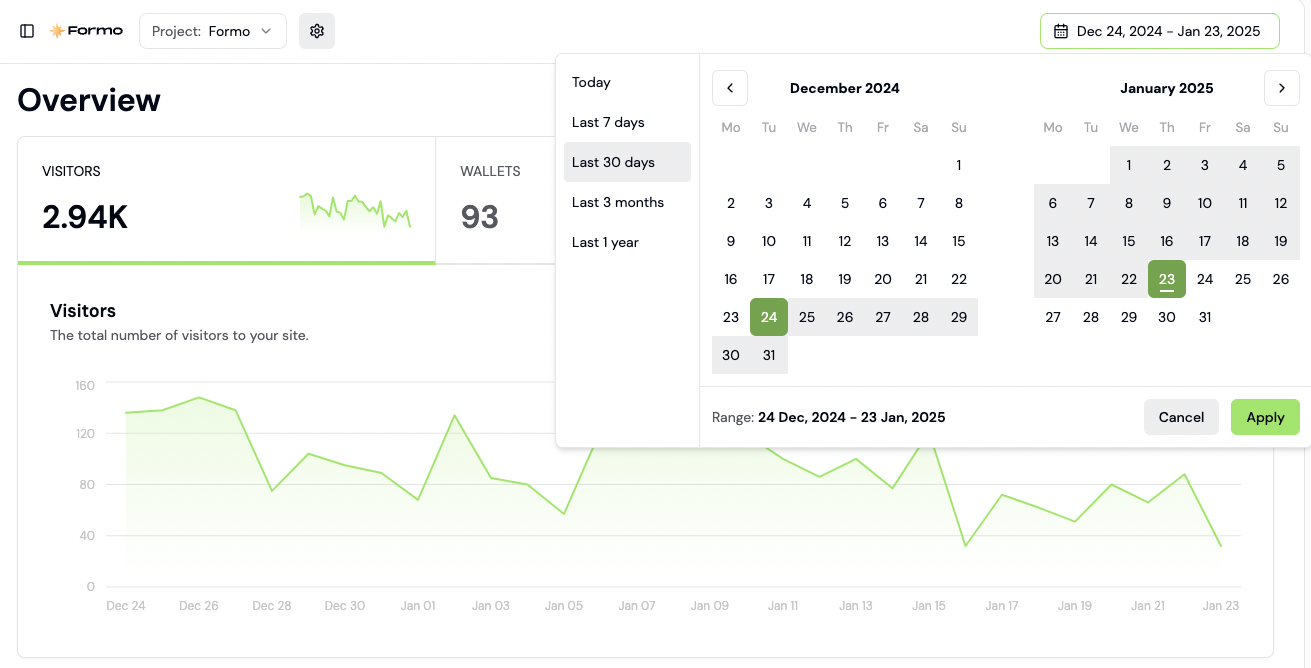 Formo
Project: Formo
Dec 24, 2024 - Jan 23, 2025
Overview
VISITORS
2.94K
WALLETS
93
Today
Last 7 days
Last 30 days
Last 3 months
Last 1 year
December 2024
Mo Tu We Th Fr Sa Su
1
2 3 4 5 6 7 8
9 10 11 12 13 14 15
16 17 18 19 20 21 22
23 24 25 26 27 28 29
30 31
January 2025
Mo Tu We Th Fr Sa Su
1 2 3 4 5
6 7 8 9 10 11 12
13 14 15 16 17 18 19
20 21 22 23 24 25 26
27 28 29 30 31
Range: 24 Dec, 2024 - 23 Jan, 2025
Cancel
Apply
Visitors
The total number of visitors to your site.
160
120
80
40
0
Dec 24 Dec 26 Dec 28 Dec 30 Jan 01 Jan 03 Jan 05 Jan 07 Jan 09 Jan 11 Jan 13 Jan 15 Jan 17 Jan 19 Jan 21 Jan 23